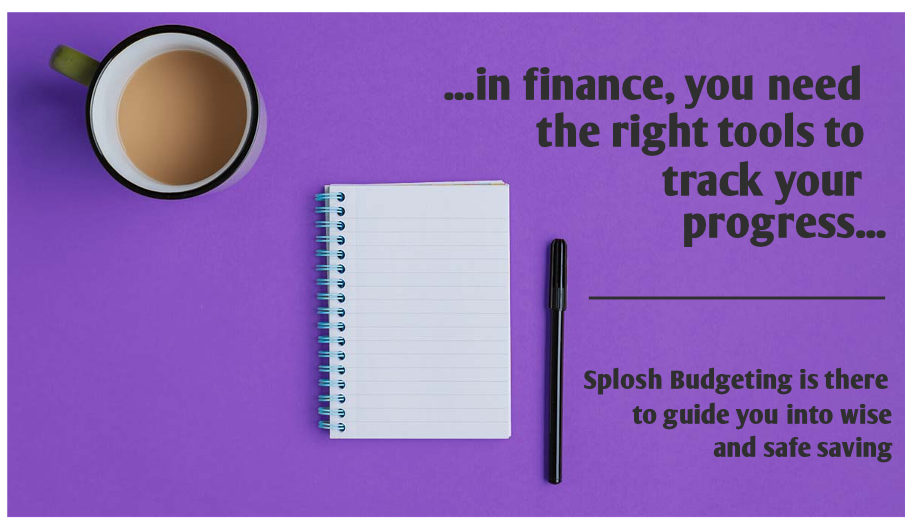 ...in finance, you need
the right tools to
track your
progress...
Splosh Budgeting is there
to guide you into wise
and safe saving